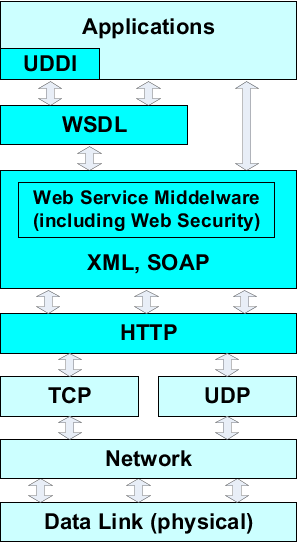 Applications
UDDI
WSDL
Web Service Middelware
(including Web Security)
XML, SOAP
HTTP
TCP
UDP
Network
Data Link (physical)